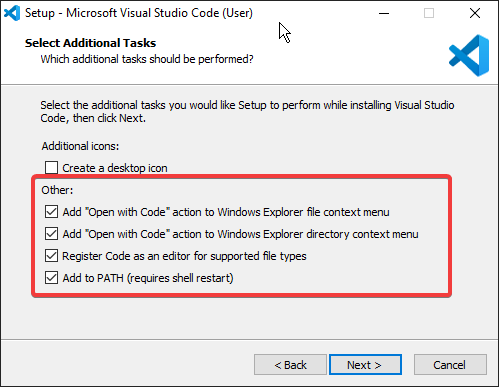 Setup - Microsoft Visual Studio Code (User)
Select Additional Tasks
Which additional tasks should be performed?
Select the additional tasks you would like Setup to perform while installing Visual Studio
Code, then click Next.
Additional icons:
Create a desktop icon
Other:
Add "Open with Code" action to Windows Explorer file context menu
Add "Open with Code" action to Windows Explorer directory context menu
Register Code as an editor for supported file types
Add to PATH (requires shell restart)
< Back
Next >
Cancel